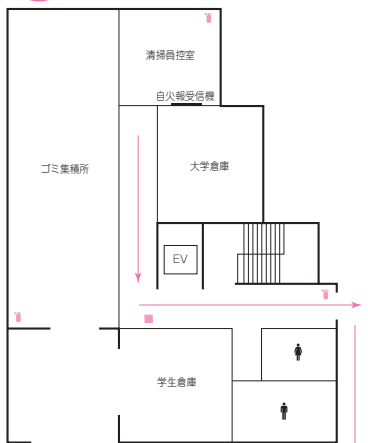 清掃員控室
自火報受信機
ゴミ集積所
大学倉庫
EV
学生倉庫